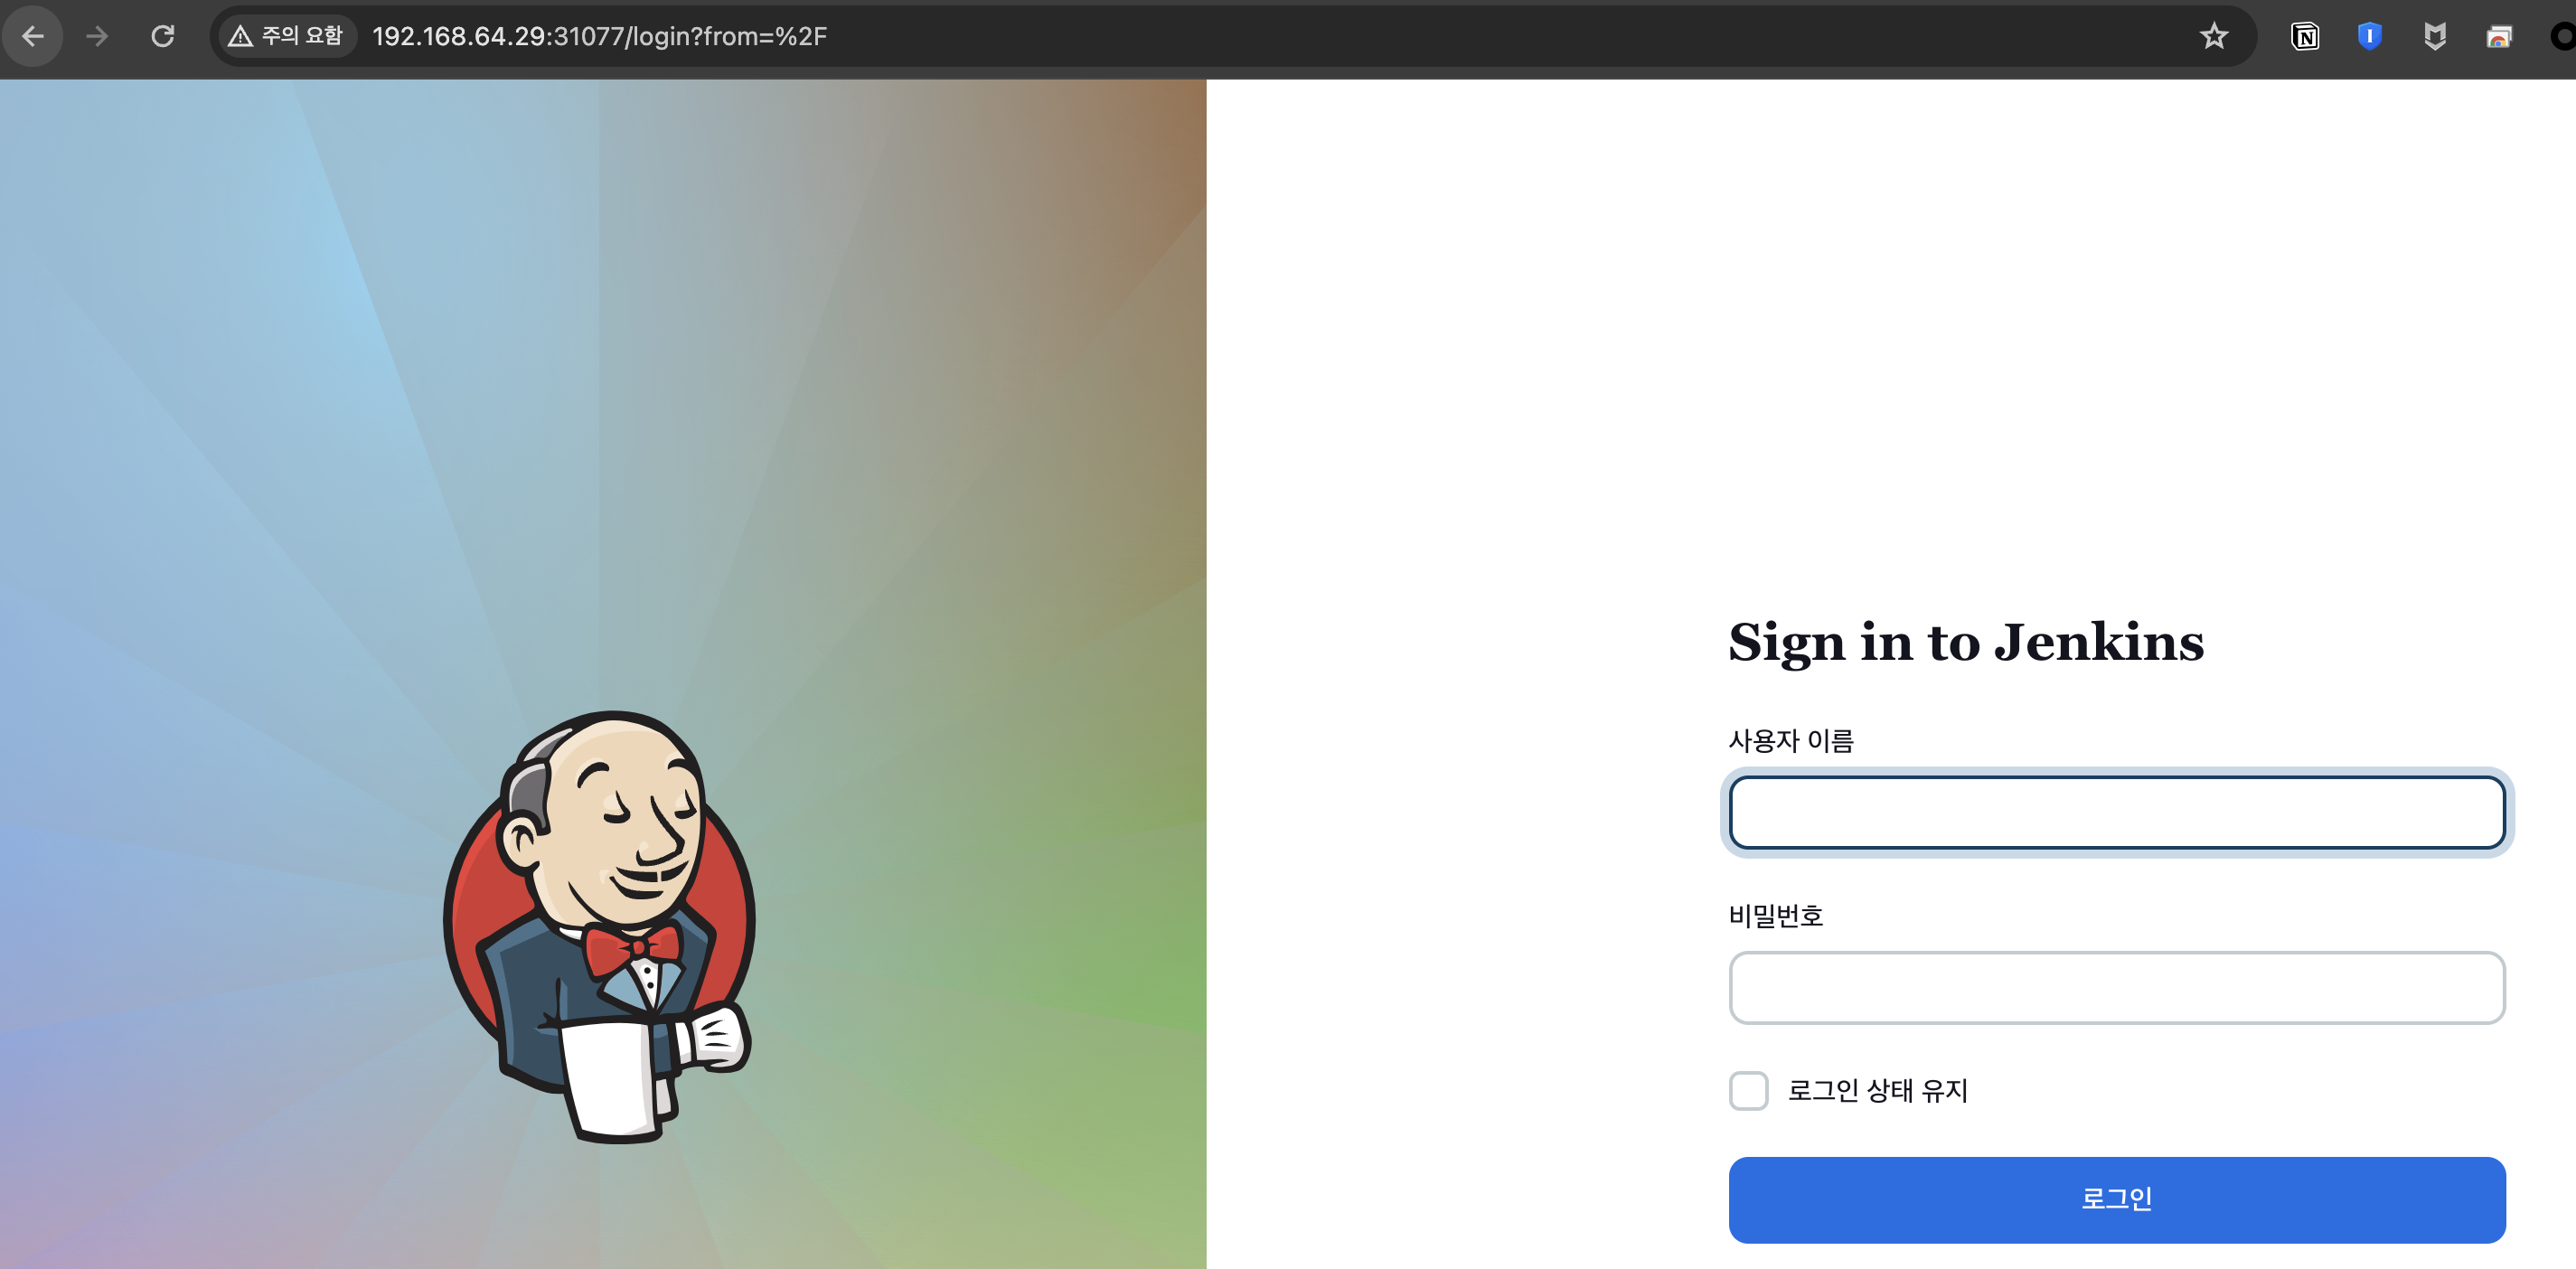 주의 요함 192.168.64.29:31077/login?from=%2F
Sign in to Jenkins
사용자 이름
비밀번호
로그인 상태 유지
로그인